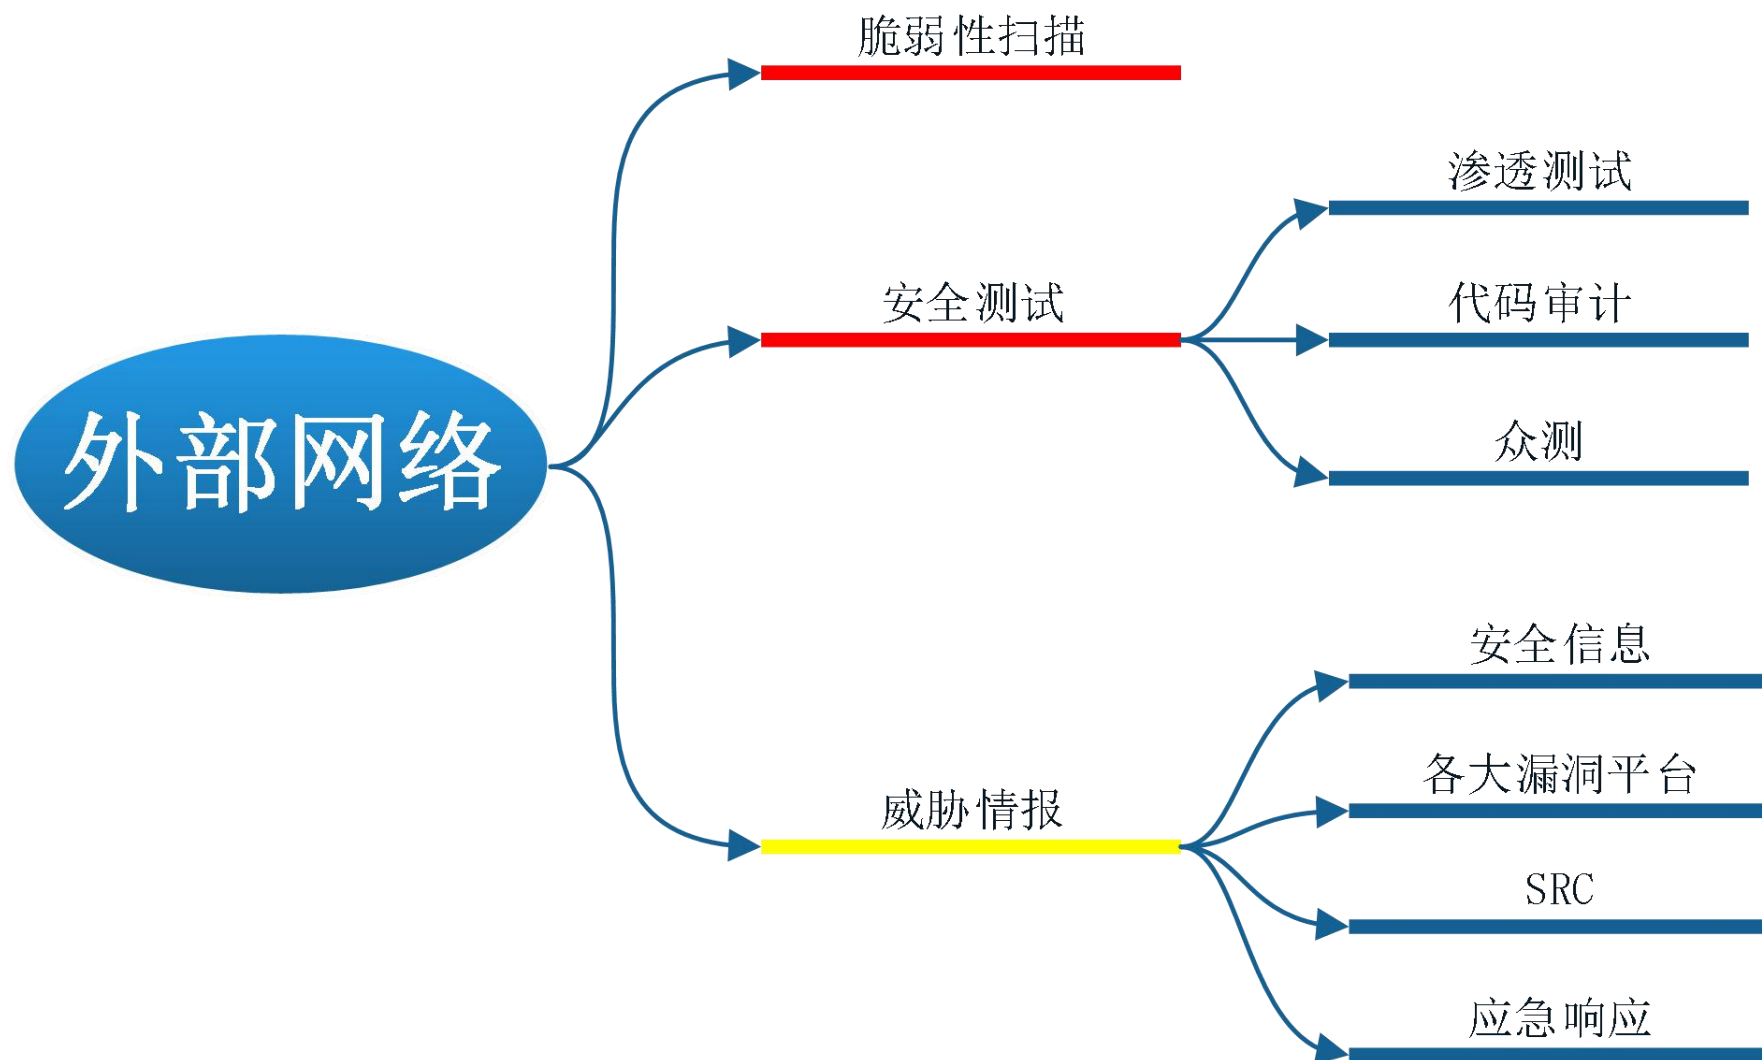 脆弱性扫描
渗透测试
安全测试
代码审计
外部网络
众测
安全信息
各大漏洞平台
威胁情报
SRC
应急响应